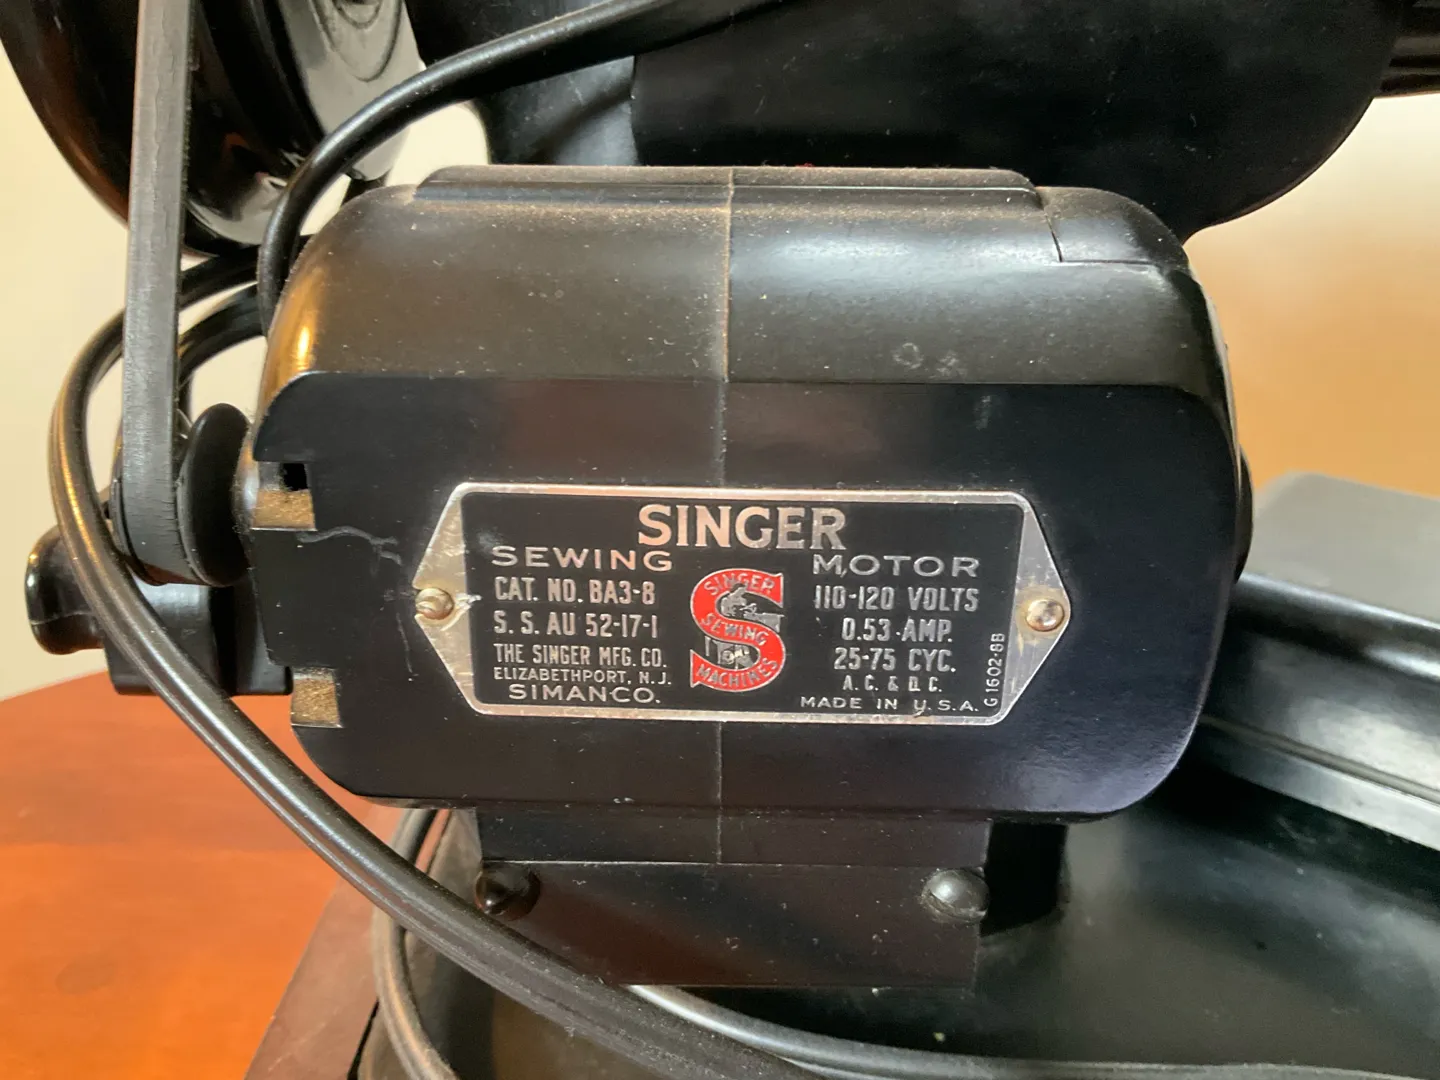 SINGER
SEWING MOTOR
CAT. NO. BA3-8
S. S. AU 52-17-1
THE SINGER MFG. CO.
ELIZABETHPORT, N. J.
SIMANCO.
SINGER
SEWING
MACHINES
110-120 VOLTS
0.53 AMP.
25-75 CYC.
A. C. & D. C.
MADE IN U. S. A.
G1602-8B